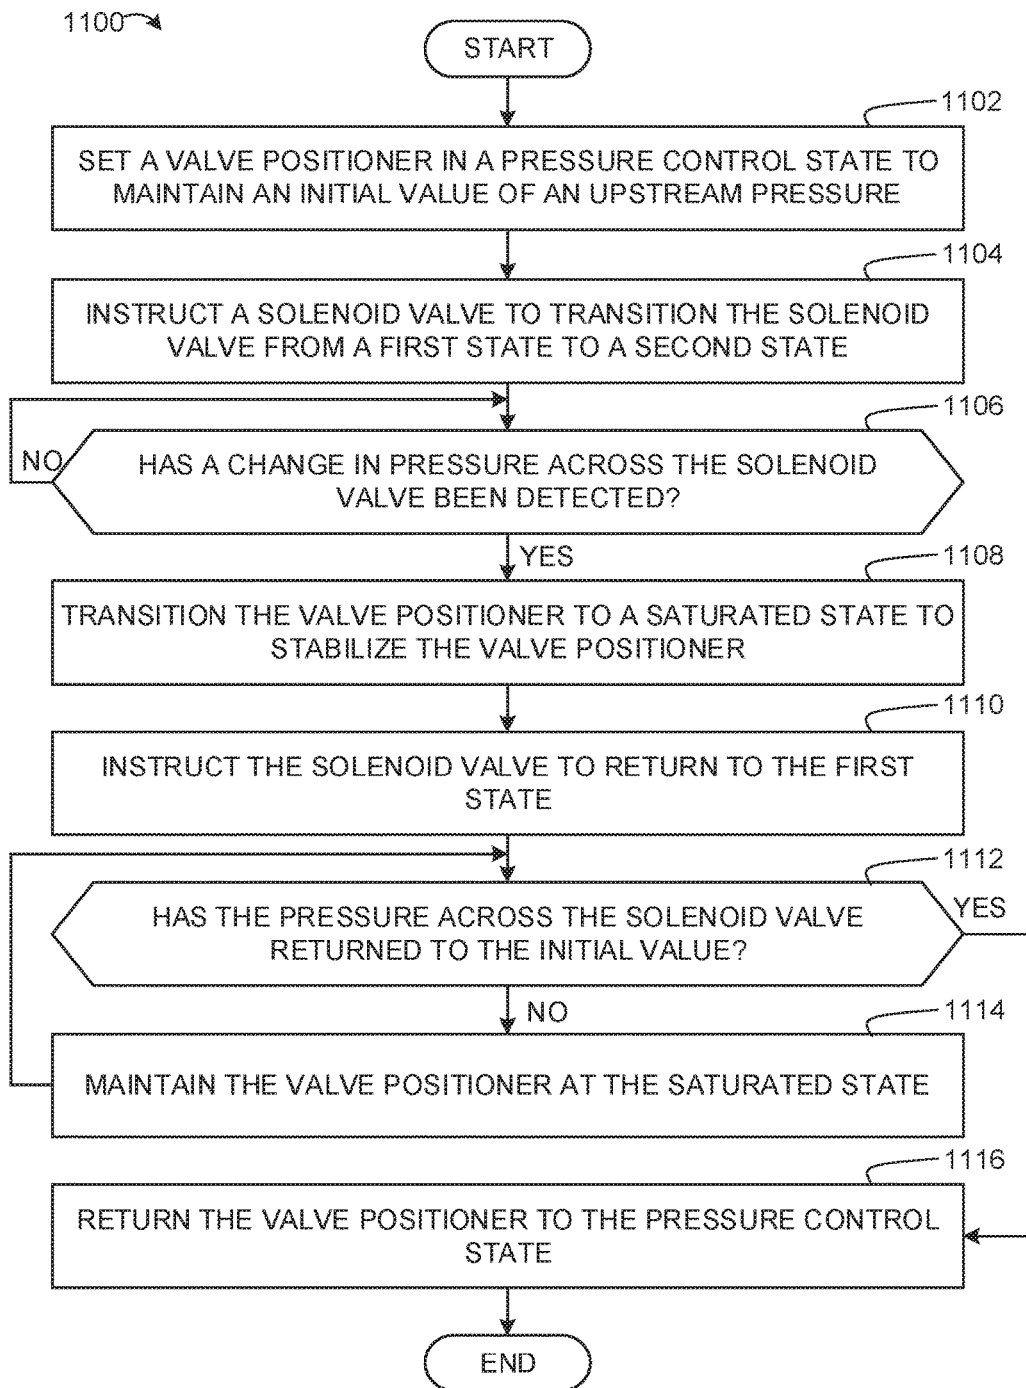 1100
START
1102
SET A VALVE POSITIONER IN A PRESSURE CONTROL STATE TO
MAINTAIN AN INITIAL VALUE OF AN UPSTREAM PRESSURE
1104
INSTRUCT A SOLENOID VALVE TO TRANSITION THE SOLENOID
VALVE FROM A FIRST STATE TO A SECOND STATE
1106
NO
HAS A CHANGE IN PRESSURE ACROSS THE SOLENOID
VALVE BEEN DETECTED?
YES
1108
TRANSITION THE VALVE POSITIONER TO A SATURATED STATE TO
STABILIZE THE VALVE POSITIONER
1110
INSTRUCT THE SOLENOID VALVE TO RETURN TO THE FIRST
STATE
1112
HAS THE PRESSURE ACROSS THE SOLENOID VALVE
RETURNED TO THE INITIAL VALUE?
YES
NO
1114
MAINTAIN THE VALVE POSITIONER AT THE SATURATED STATE
1116
RETURN THE VALVE POSITIONER TO THE PRESSURE CONTROL
STATE
END